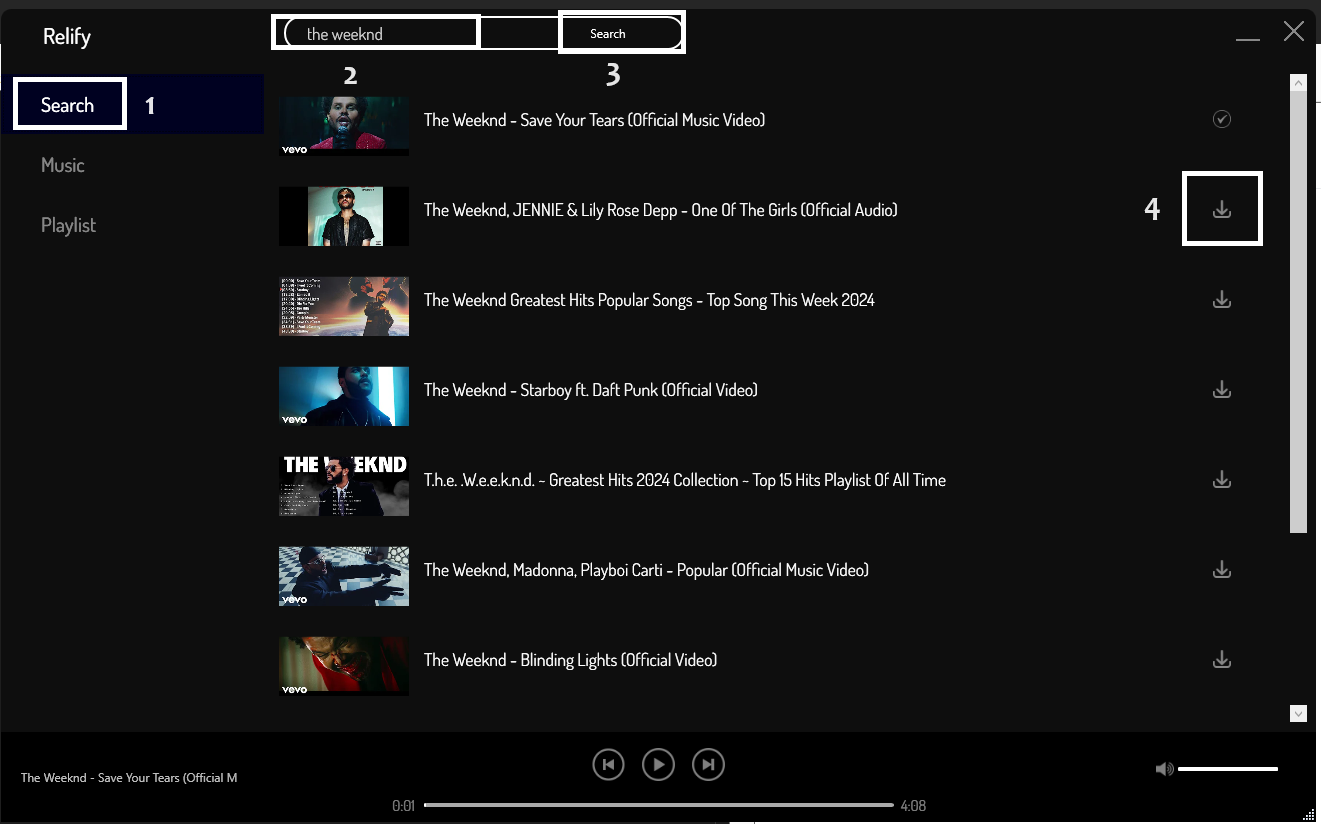 Relify
the weeknd
Search
2
3
Search
1
Music
Playlist
vevo
The Weeknd - Save Your Tears (Official Music Video)
The Weeknd, JENNIE & Lily Rose Depp - One Of The Girls (Official Audio)
4
The Weeknd Greatest Hits Popular Songs - Top Song This Week 2024
vevo
The Weeknd - Starboy ft. Daft Punk (Official Video)
THE WEEKND
T.h.e. .W.e.e.k.n.d. ~ Greatest Hits 2024 Collection ~ Top 15 Hits Playlist Of All Time
vevo
The Weeknd, Madonna, Playboi Carti - Popular (Official Music Video)
vevo
The Weeknd - Blinding Lights (Official Video)
The Weeknd - Save Your Tears (Official M
0:01
4:08